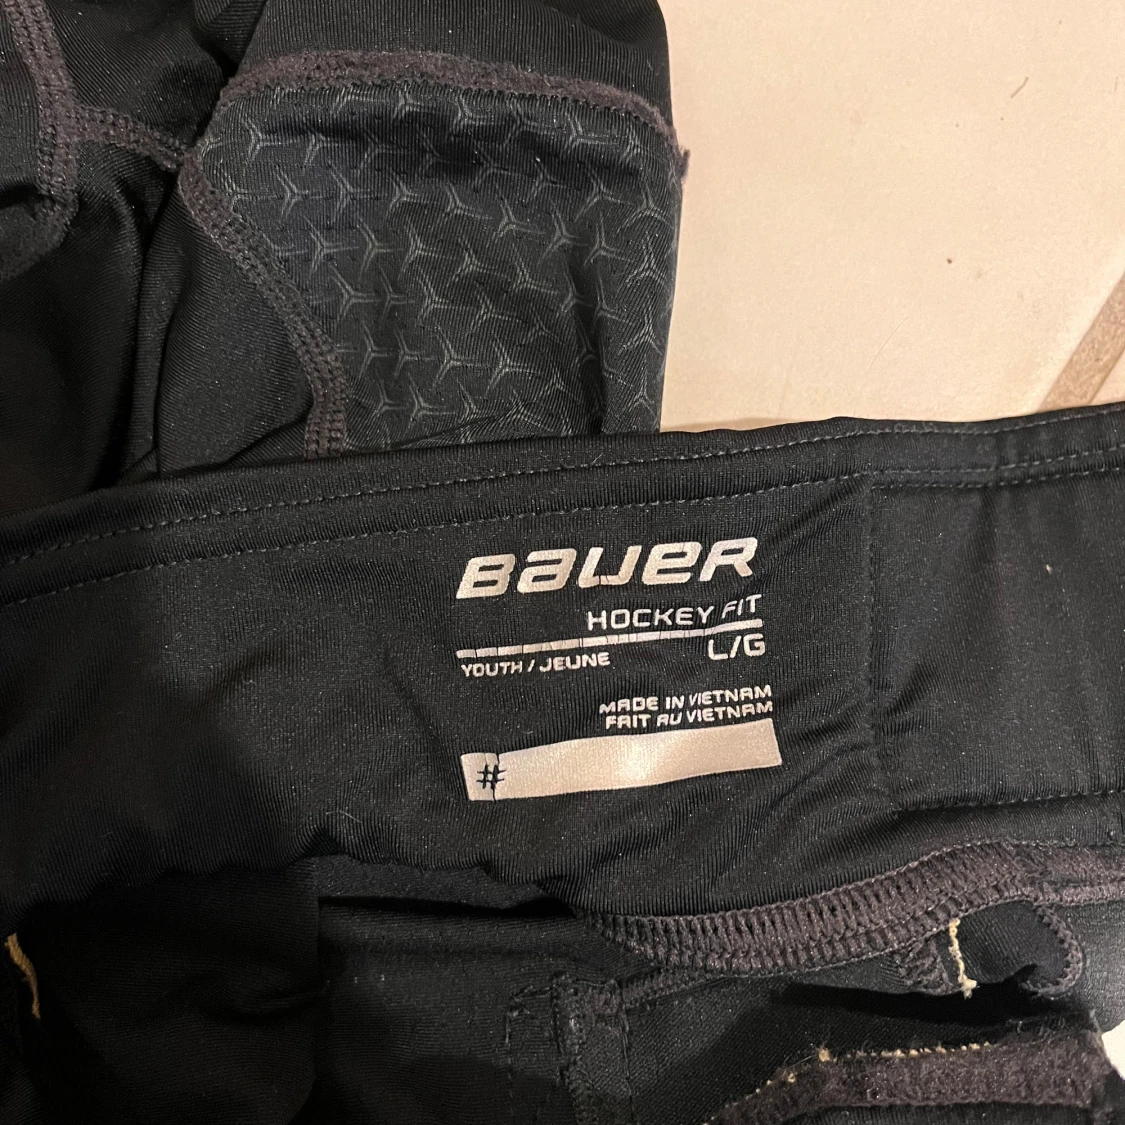 BAUER
HOCKEY FIT
YOUTH / JEUNE L/G
MADE IN VIETNAM
FAIT AU VIETNAM
#